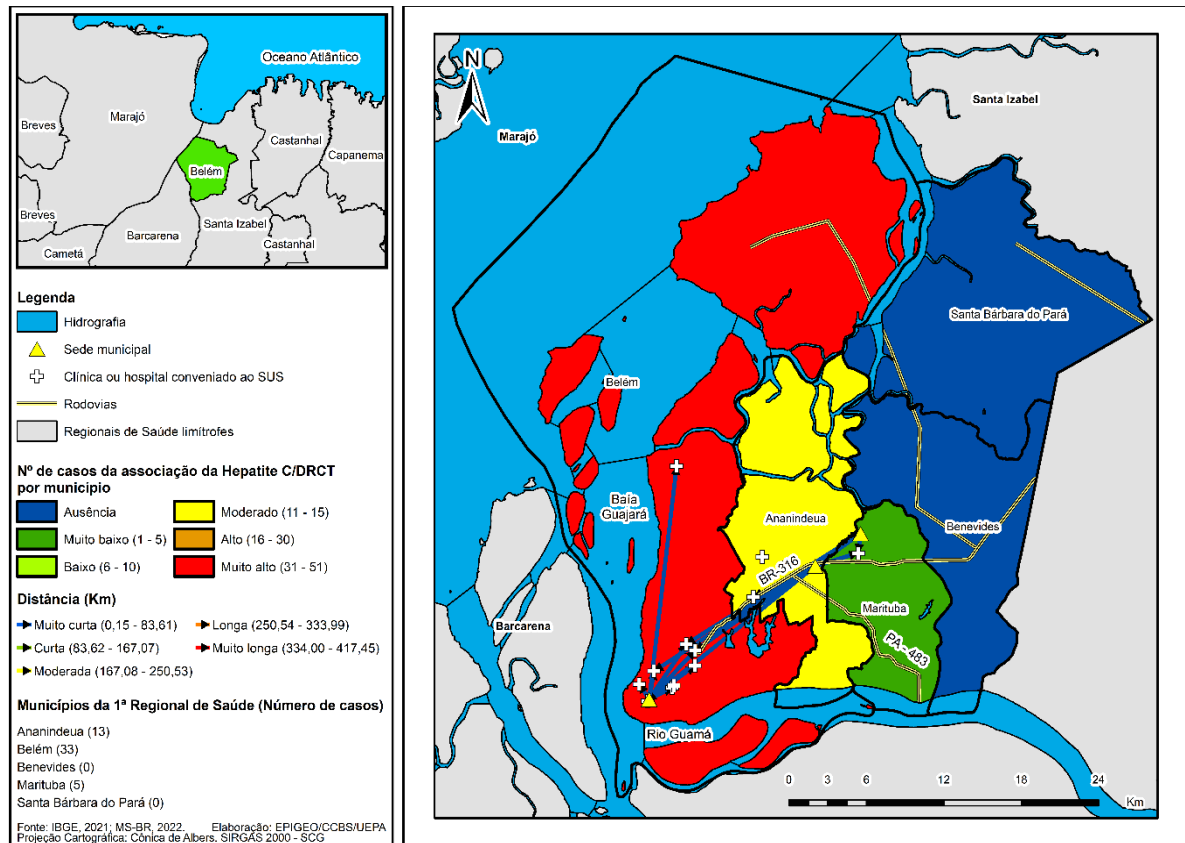 Oceano Atlântico
Marajó
Breves
Castanhal
Capanema
Belém
Breves
Santa Izabel
Barcarena
Castanhal
Cametá
Legenda
Hidrografia
Sede municipal
Clínica ou hospital conveniado ao SUS
Rodovias
Regionais de Saúde limítrofes
Nº de casos da associação da Hepatite C/DRCT
por município
Ausência
Moderado (11 - 15)
Muito baixo (1 - 5)
Alto (16 - 30)
Baixo (6 - 10)
Muito alto (31 - 51)
Distância (Km)
Muito curta (0,15 - 83,61)
Longa (250,54 - 333,99)
Curta (83,62 - 167,07)
Muito longa (334,00 - 417,45)
Moderada (167,08 - 250,53)
Municípios da 1ª Regional de Saúde (Número de casos)
Ananindeua (13)
Belém (33)
Benevides (0)
Marituba (5)
Santa Bárbara do Pará (0)
Fonte: IBGE, 2021; MS-BR, 2022. Elaboração: EPIGEO/CCBS/UEPA
Projeção Cartográfica: Cônica de Albers. SIRGAS 2000 - SCG
N
Santa Izabel
Marajó
Santa Bárbara do Pará
Belém
Baía
Guajará
Ananindeua
Benevides
BR-316
Marituba
Barcarena
PA - 483
Rio Guamá
0 3 6 12 18 24
Km